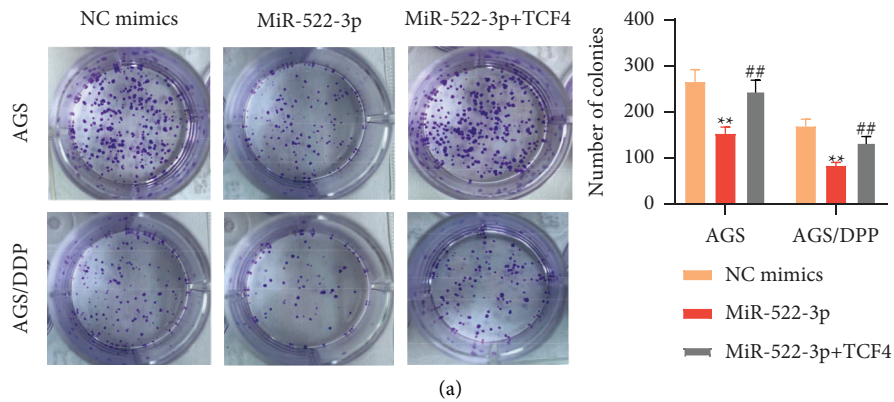 NC mimics MiR-522-3p MiR-522-3p+TCF4
AGS
AGS/DDP
Number of colonies
400
300
200
100
0
** ##
** ##
AGS AGS/DPP
NC mimics
MiR-522-3p
MiR-522-3p+TCF4
(a)